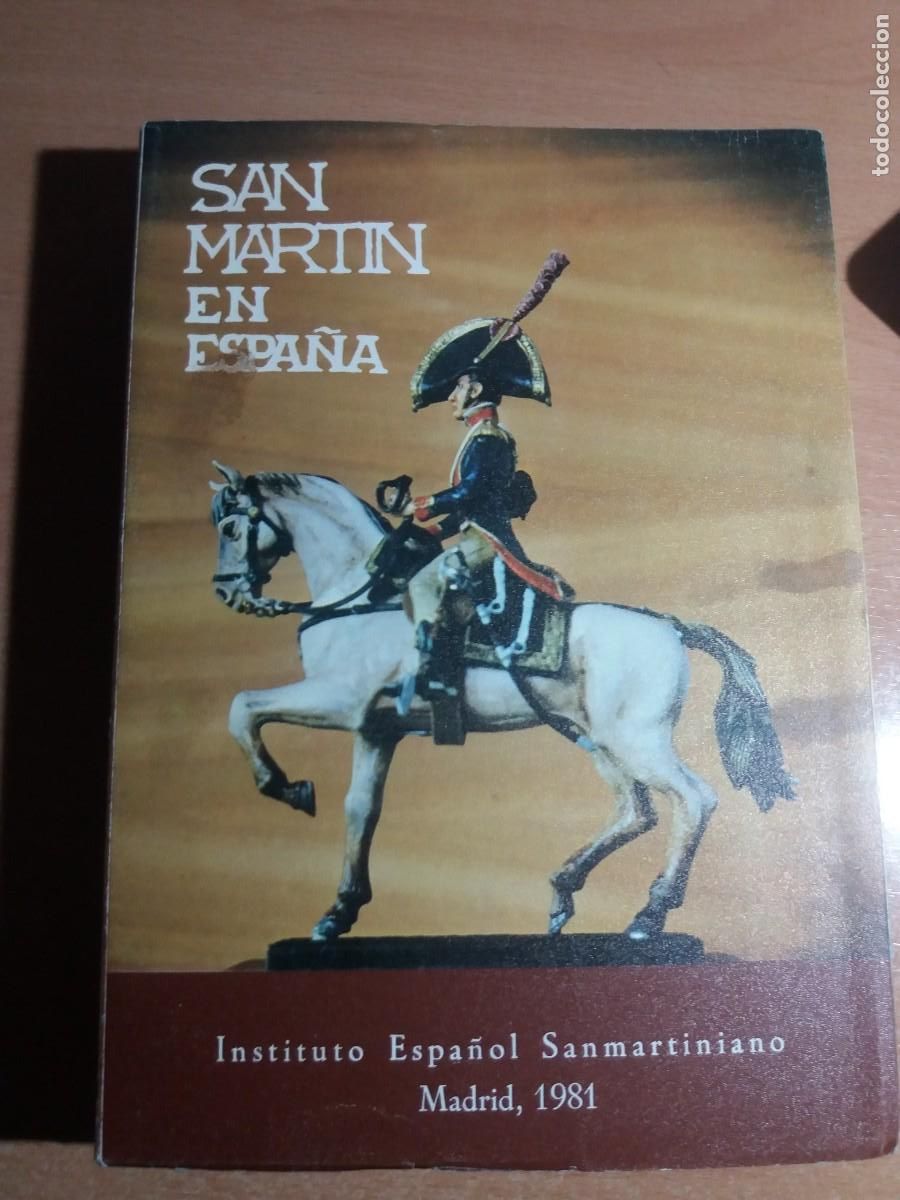 todocoleccion
SAN
MARTIN
EN
ESPAÑA
Instituto Español Sanmartiniano
Madrid, 1981